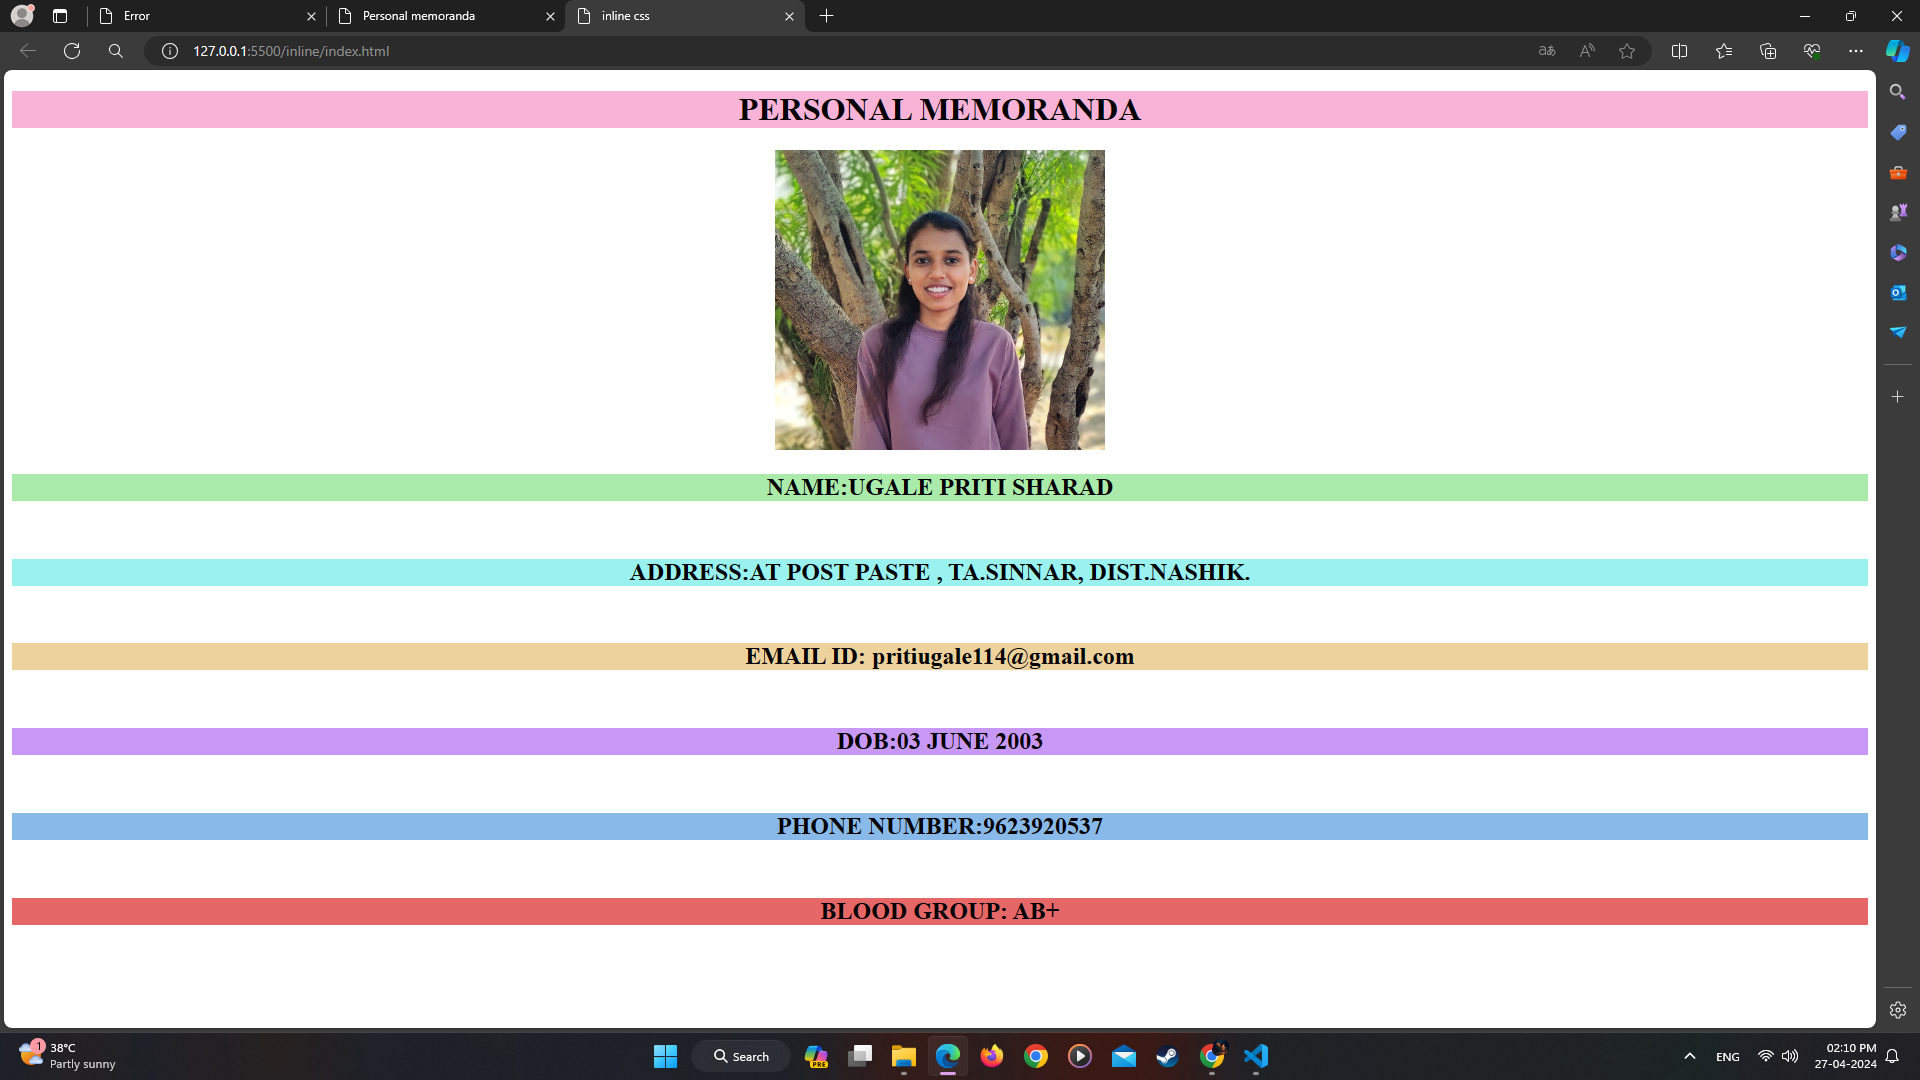 Error
Personal memoranda
inline css
127.0.0.1:5500/inline/index.html
PERSONAL MEMORANDA
NAME:UGALE PRITI SHARAD
ADDRESS:AT POST PASTE , TA.SINNAR, DIST.NASHIK.
EMAIL ID: pritiugale114@gmail.com
DOB:03 JUNE 2003
PHONE NUMBER:9623920537
BLOOD GROUP: AB+
1
38°C
Partly sunny
Search
PRE
ENG
02:10 PM
27-04-2024